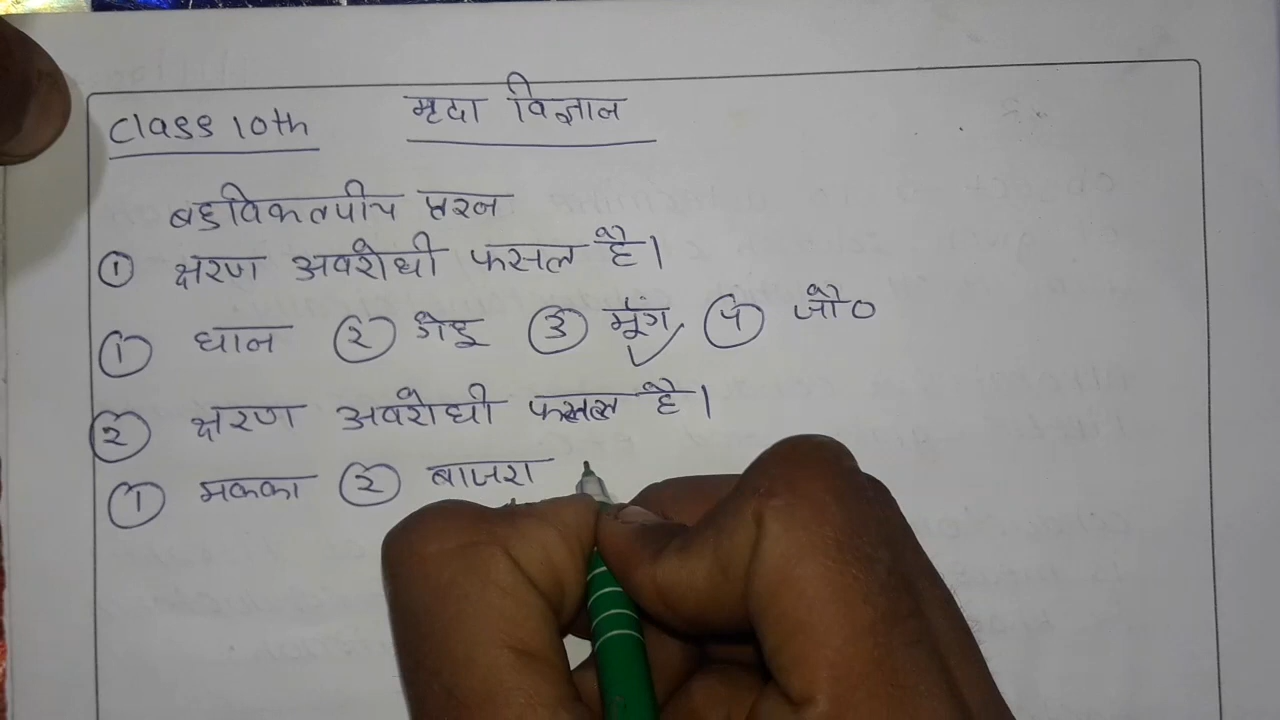 Class 10th मृदा विज्ञान
बहुविकल्पीय प्रश्न
① क्षरण अवरोधी फसल है।
① धान ② गेहू ③ मूँग ④ जौ०
② क्षरण अवरोधी फसल है।
① मक्का ② बाजरा